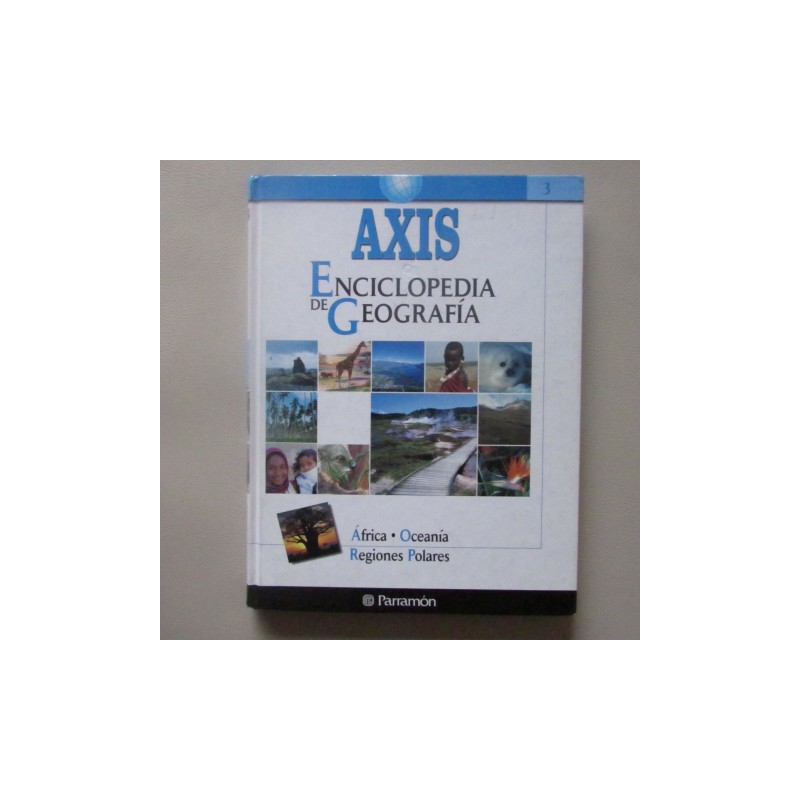 3
AXIS
ENCICLOPEDIA
DE GEOGRAFÍA
África • Oceanía
Regiones Polares
Parramón